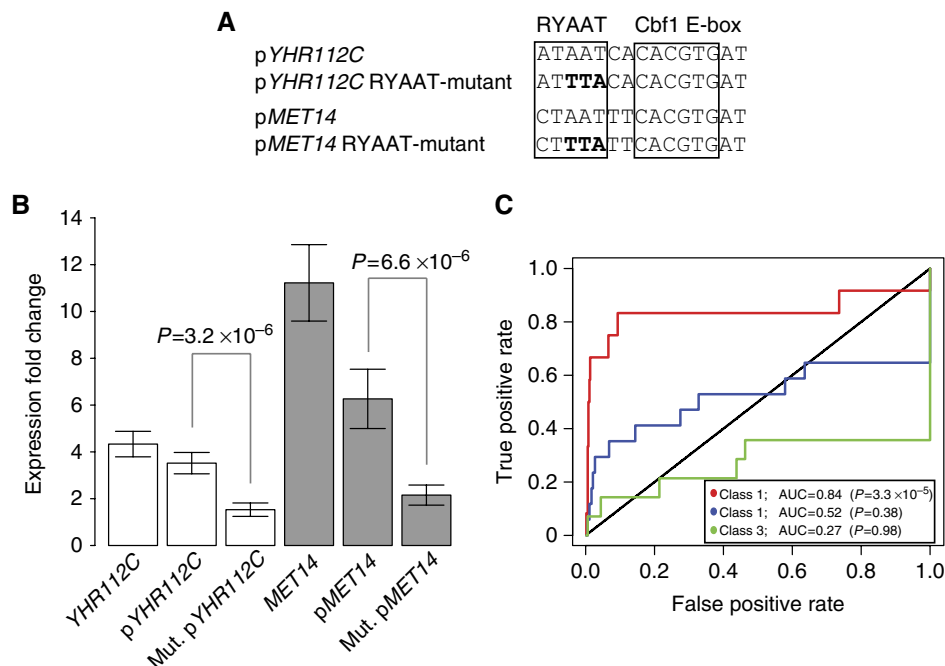 A
RYAAT Cbf1 E-box
pYHR112C ATAATCACACGTGAT
pYHR112C RYAAT-mutant ATTTACACACGTGAT
pMET14 CTAATTTCACGTGAT
pMET14 RYAAT-mutant CTTTATTCACGTGAT
B
14
12
10
8
6
4
2
0
Expression fold change
P=3.2 ×10−6
P=6.6 ×10−6
YHR112C
pYHR112C
Mut. pYHR112C
MET14
pMET14
Mut. pMET14
C
1.0
0.8
0.6
0.4
0.2
0
True positive rate
Class 1; AUC=0.84 (P=3.3 ×10−5)
Class 1; AUC=0.52 (P=0.38)
Class 3; AUC=0.27 (P=0.98)
0.0 0.2 0.4 0.6 0.8 1.0
False positive rate